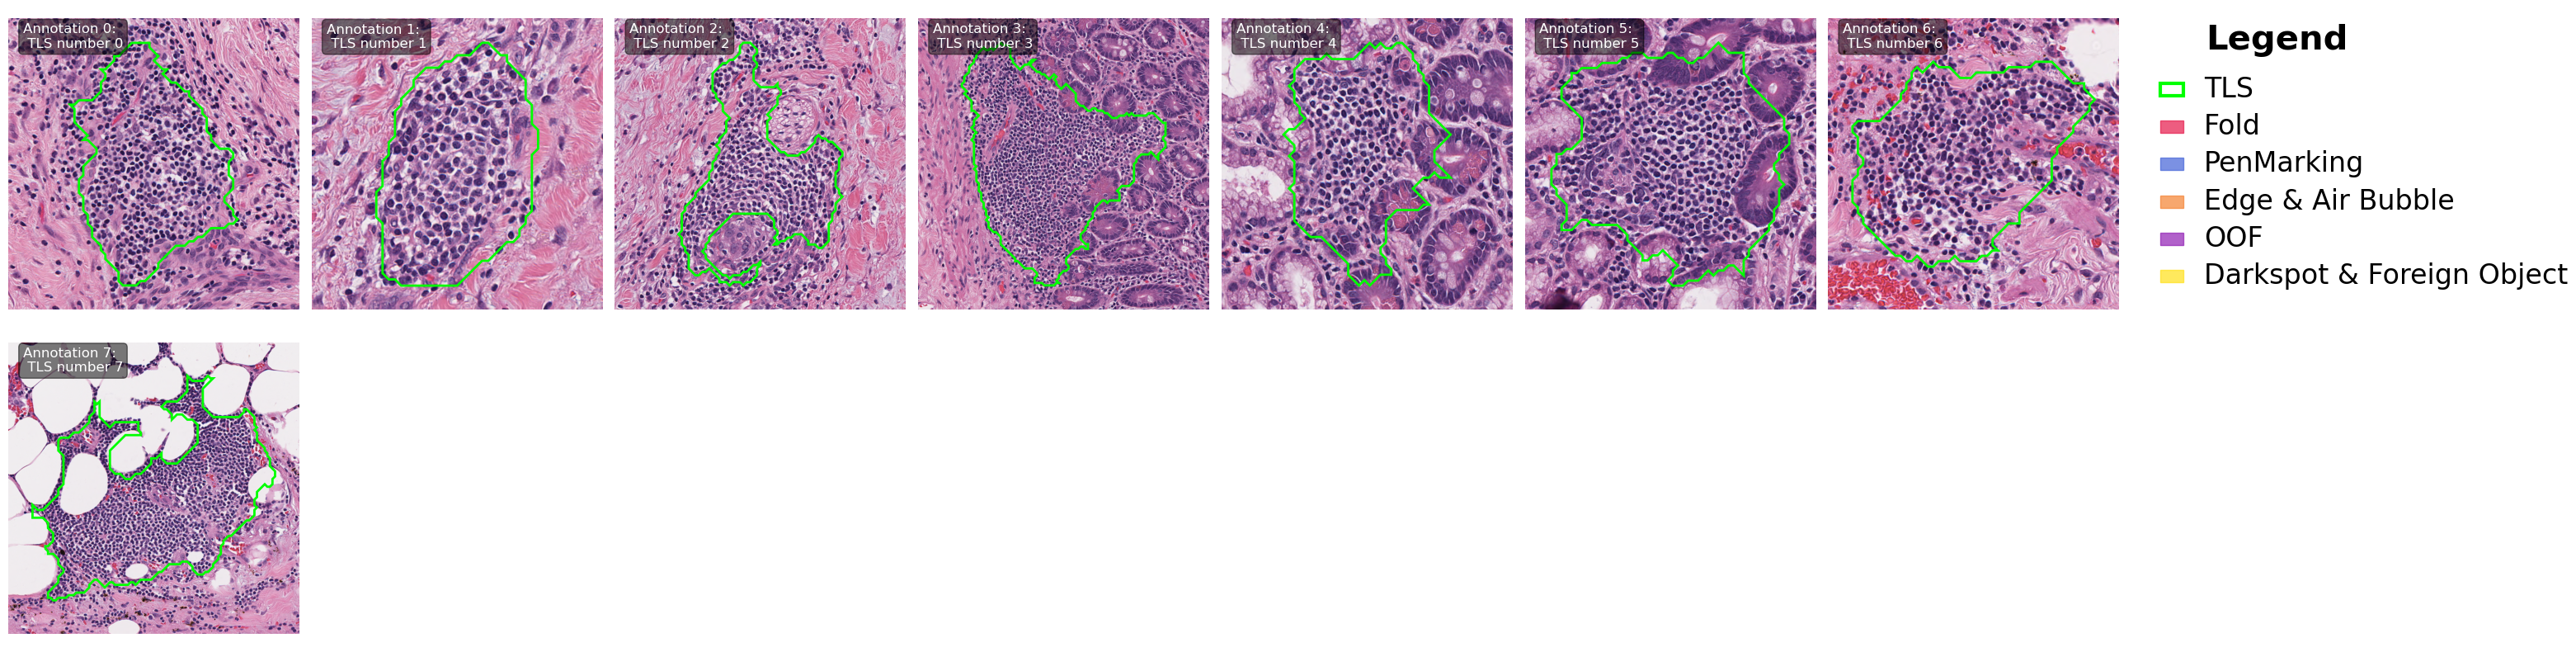 Annotation 0:
TLS number 0
Annotation 1:
TLS number 1
Annotation 2:
TLS number 2
Annotation 3:
TLS number 3
Annotation 4:
TLS number 4
Annotation 5:
TLS number 5
Annotation 6:
TLS number 6
Legend
TLS
Fold
PenMarking
Edge & Air Bubble
OOF
Darkspot & Foreign Object
Annotation 7:
TLS number 7